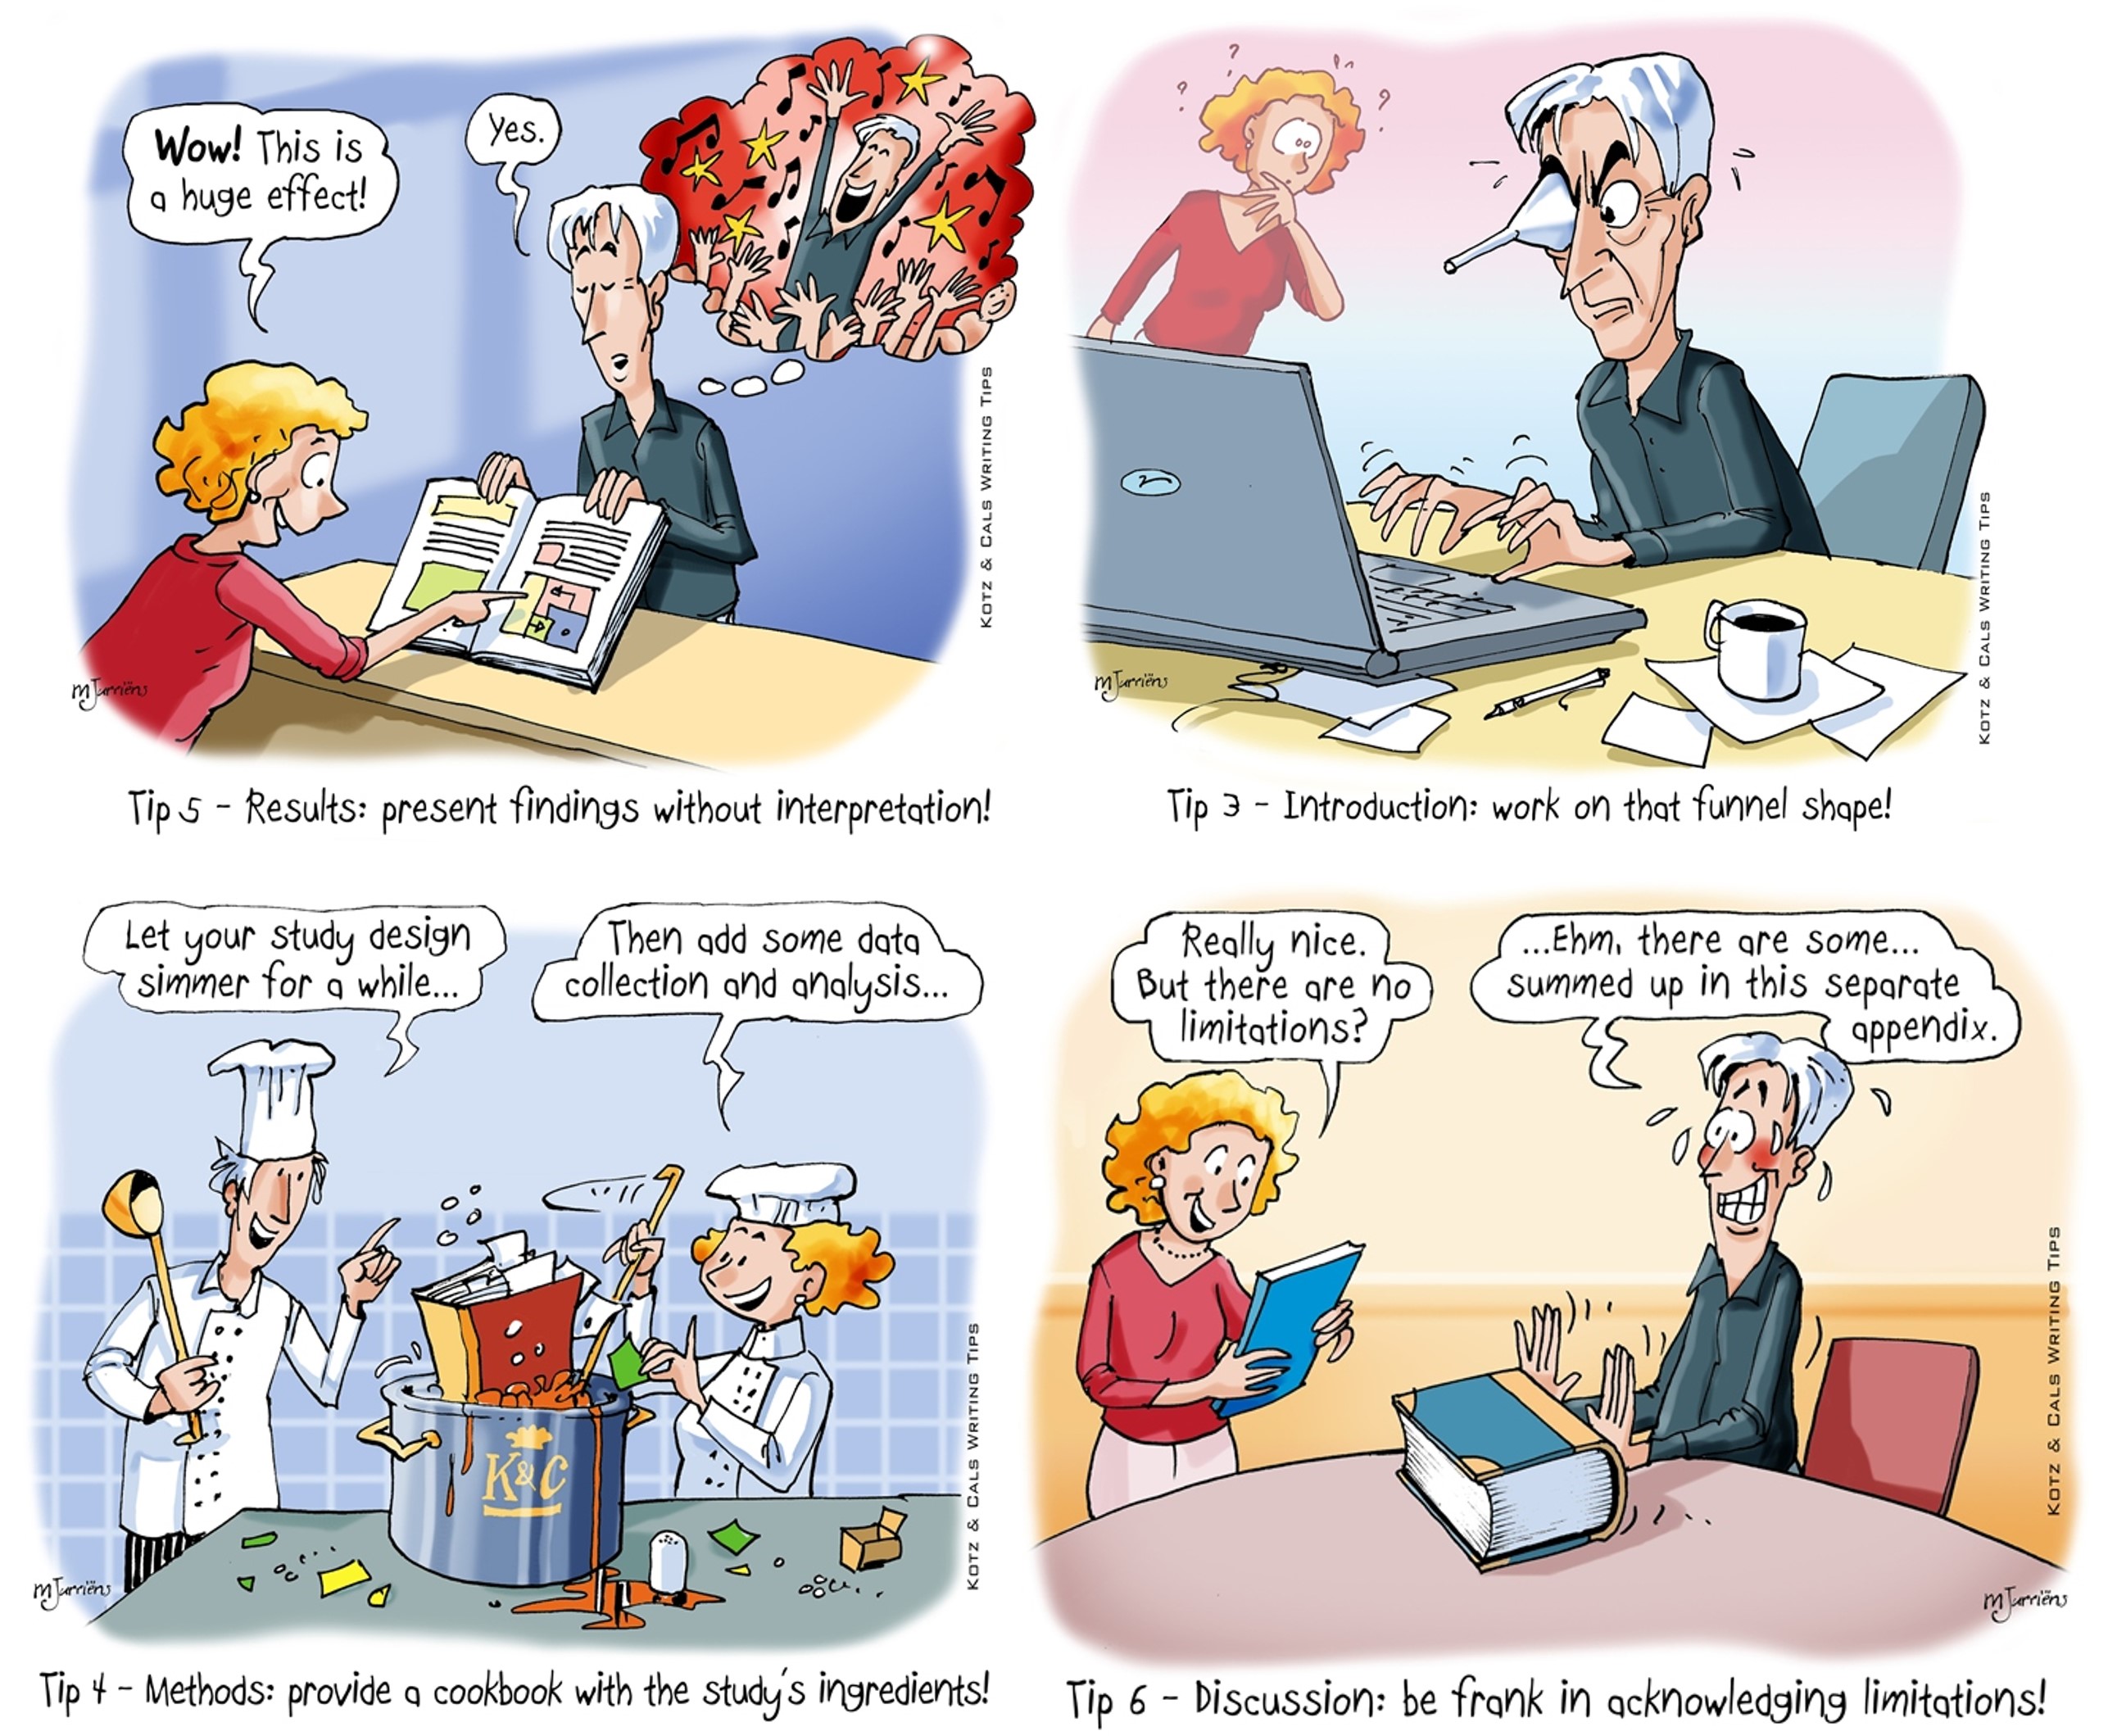 Wow! This is
a huge effect!
Yes.
KOTZ & CALS WRITING TIPS
MJurriëns
Tip 5 - Results: present findings without interpretation!
? ? ? ?
KOTZ & CALS WRITING TIPS
MJurriëns
Tip 3 - Introduction: work on that funnel shape!
Let your study design
simmer for a while...
Then add some data
collection and analysis...
K&C
KOTZ & CALS WRITING TIPS
MJurriëns
Tip 4 - Methods: provide a cookbook with the study's ingredients!
Really nice.
But there are no
limitations?
...Ehm, there are some...
summed up in this separate
appendix.
KOTZ & CALS WRITING TIPS
MJurriëns
Tip 6 - Discussion: be frank in acknowledging limitations!